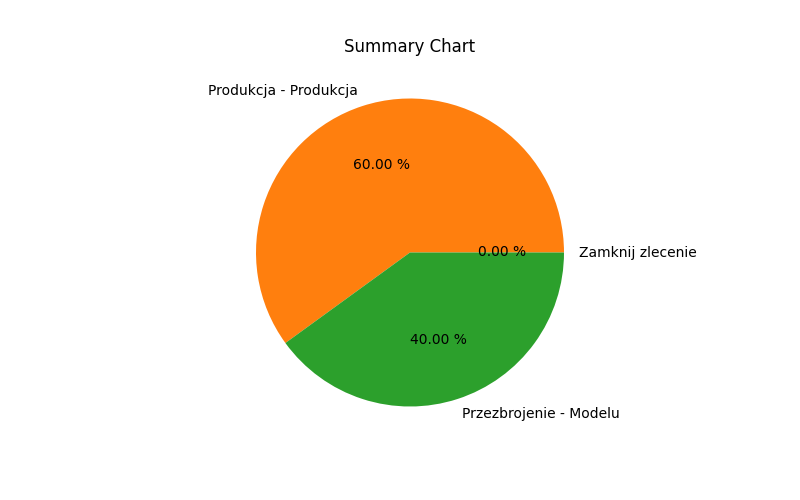 Summary Chart
Produkcja - Produkcja
60.00 %
0.00 %
Zamknij zlecenie
40.00 %
Przezbrojenie - Modelu